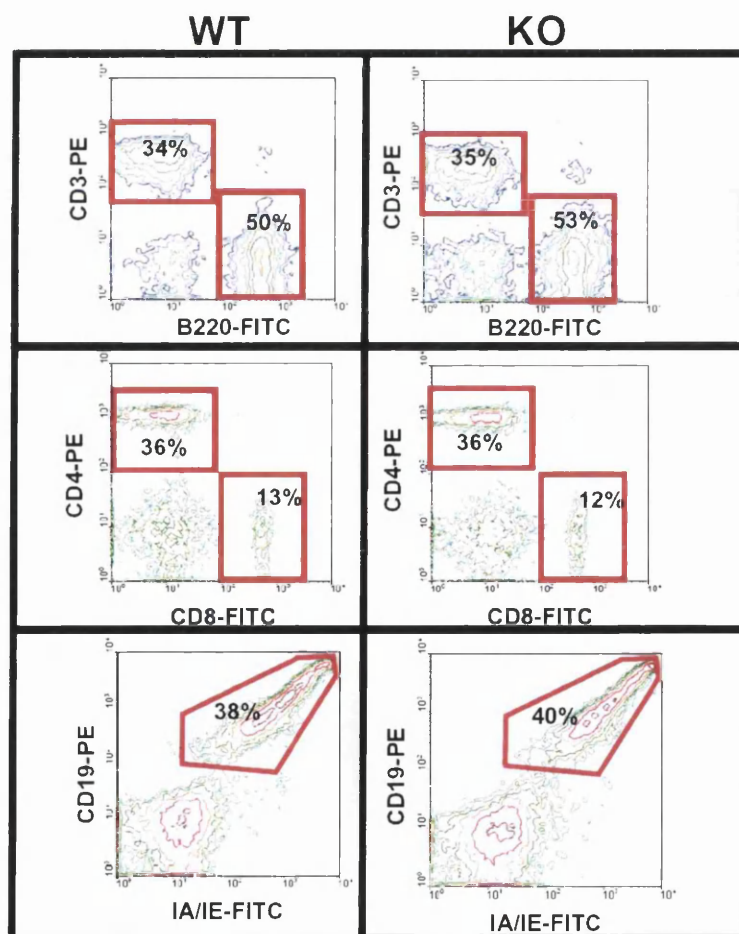 WT KO
CD3-PE
34%
50%
B220-FITC
CD3-PE
35%
53%
B220-FITC
CD4-PE
36%
13%
CD8-FITC
CD4-PE
36%
12%
CD8-FITC
CD19-PE
38%
IA/IE-FITC
CD19-PE
40%
IA/IE-FITC